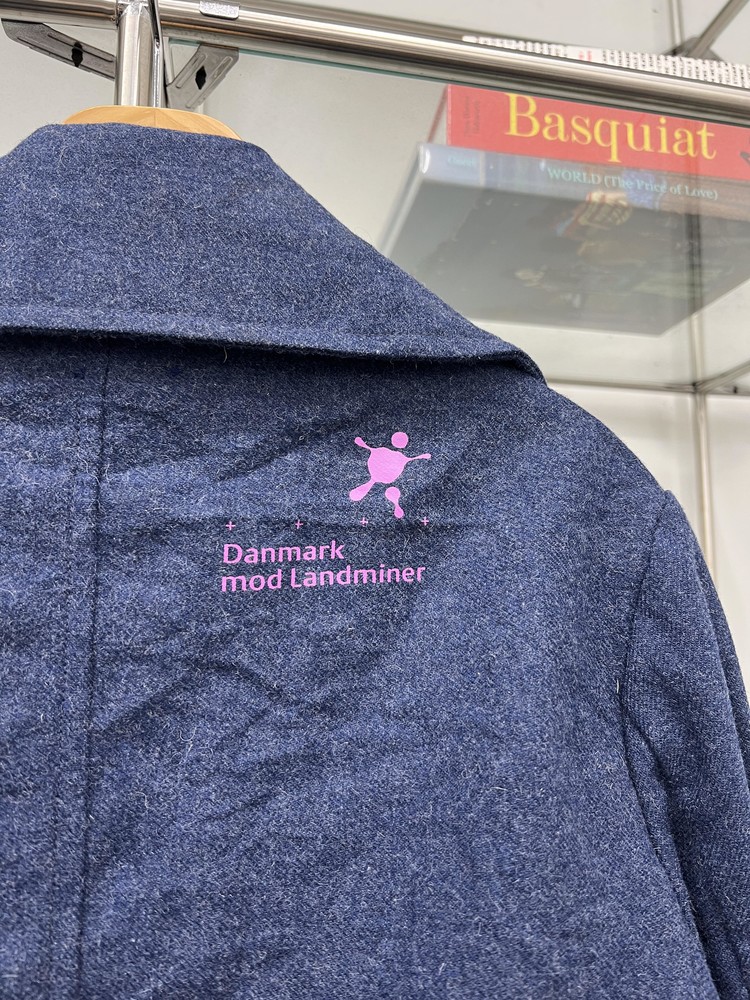 Basquiat
WORLD (The Price of Love)
+ + + +
Danmark
mod Landminer